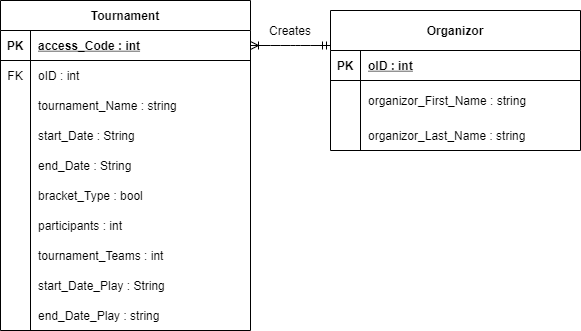 Tournament
PK access_Code : int
FK oID : int
tournament_Name : string
start_Date : String
end_Date : String
bracket_Type : bool
participants : int
tournament_Teams : int
start_Date_Play : String
end_Date_Play : string
Creates
Organizor
PK oID : int
organizor_First_Name : string
organizor_Last_Name : string